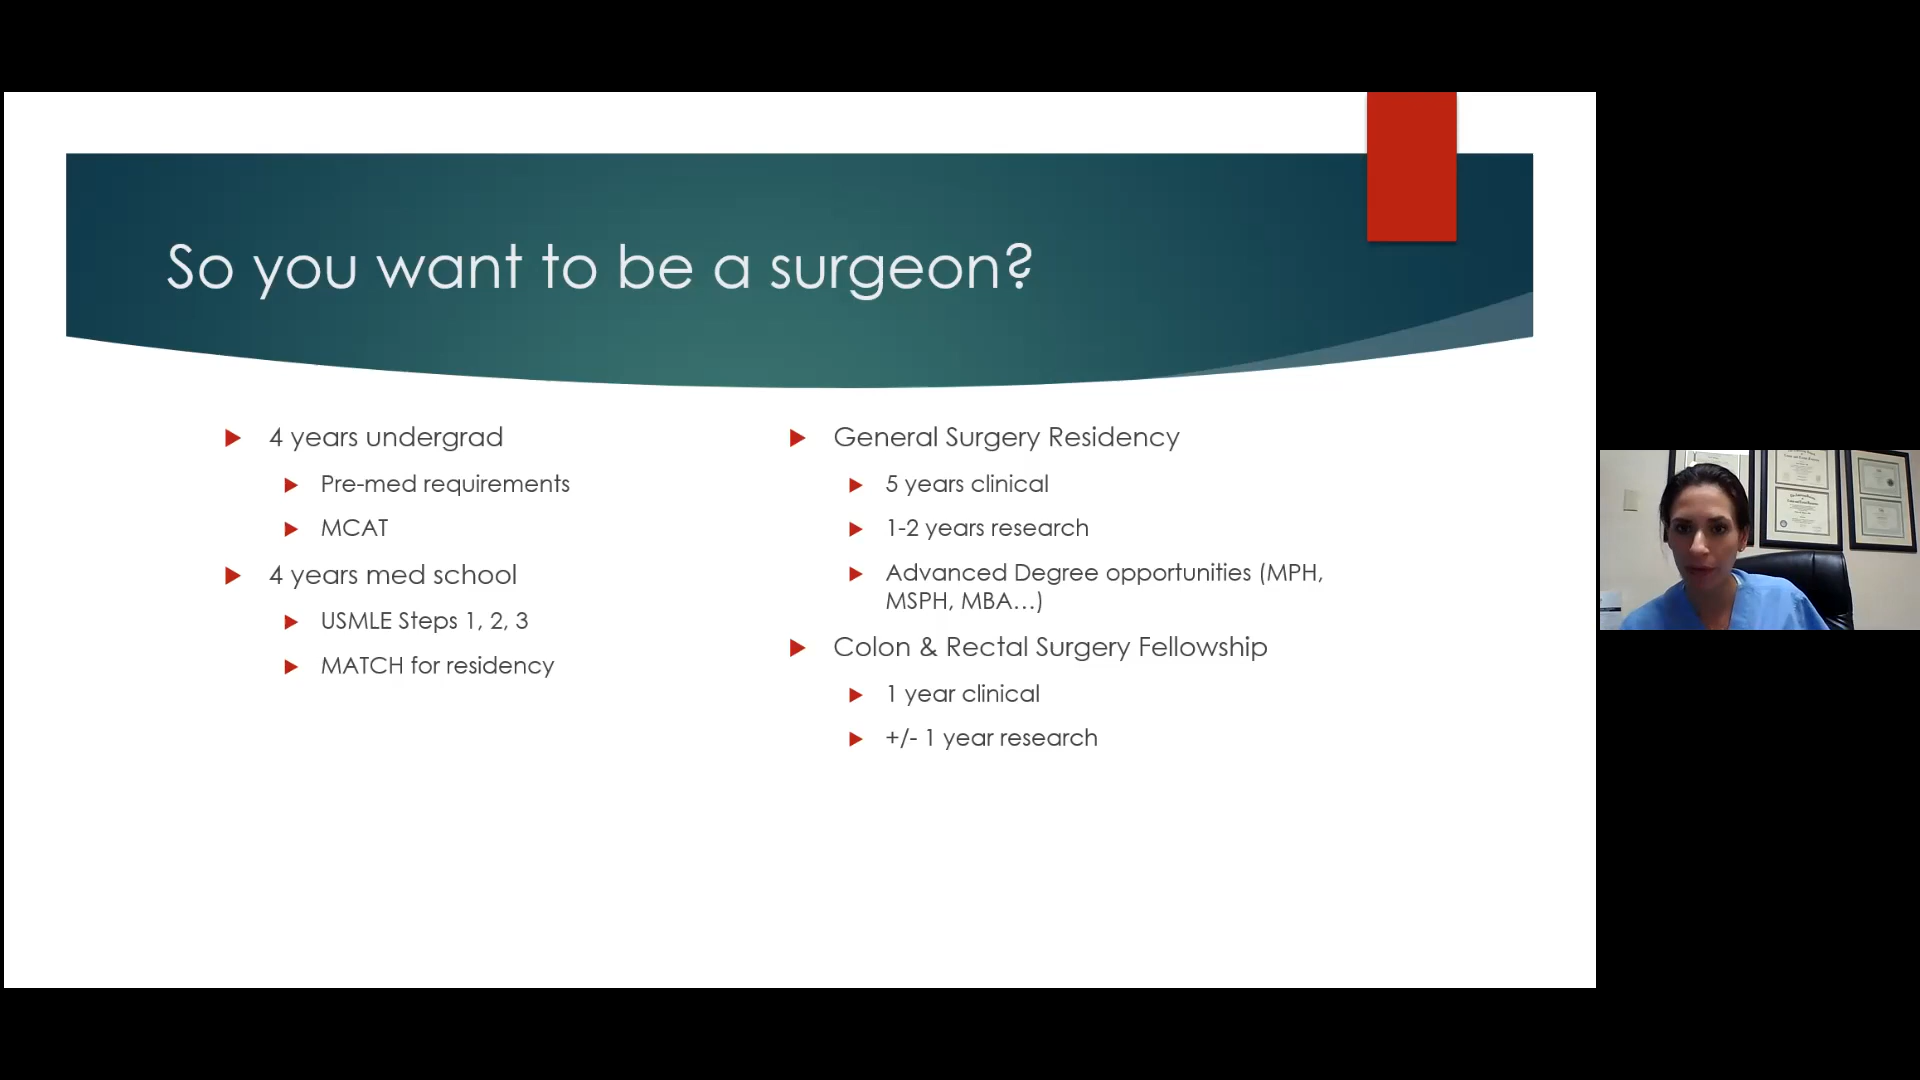 So you want to be a surgeon?
4 years undergrad
Pre-med requirements
MCAT
4 years med school
USMLE Steps 1, 2, 3
MATCH for residency
General Surgery Residency
5 years clinical
1-2 years research
Advanced Degree opportunities (MPH,
MSPH, MBA…)
Colon & Rectal Surgery Fellowship
1 year clinical
+/- 1 year research